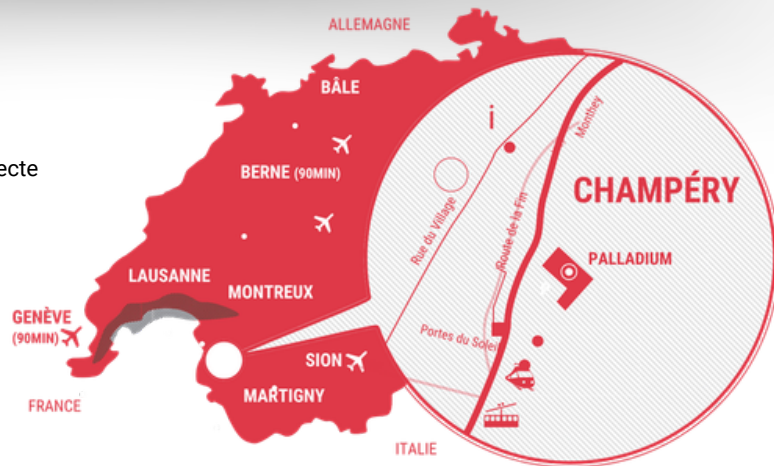 ALLEMAGNE
BÂLE
ecte
BERNE (90MIN)
LAUSANNE
MONTREUX
GENÈVE
(90MIN)
SION
MARTIGNY
FRANCE
ITALIE
i
Monthey
CHAMPÉRY
Rue du Village
Route de la Fin
PALLADIUM
Portes du Soleil